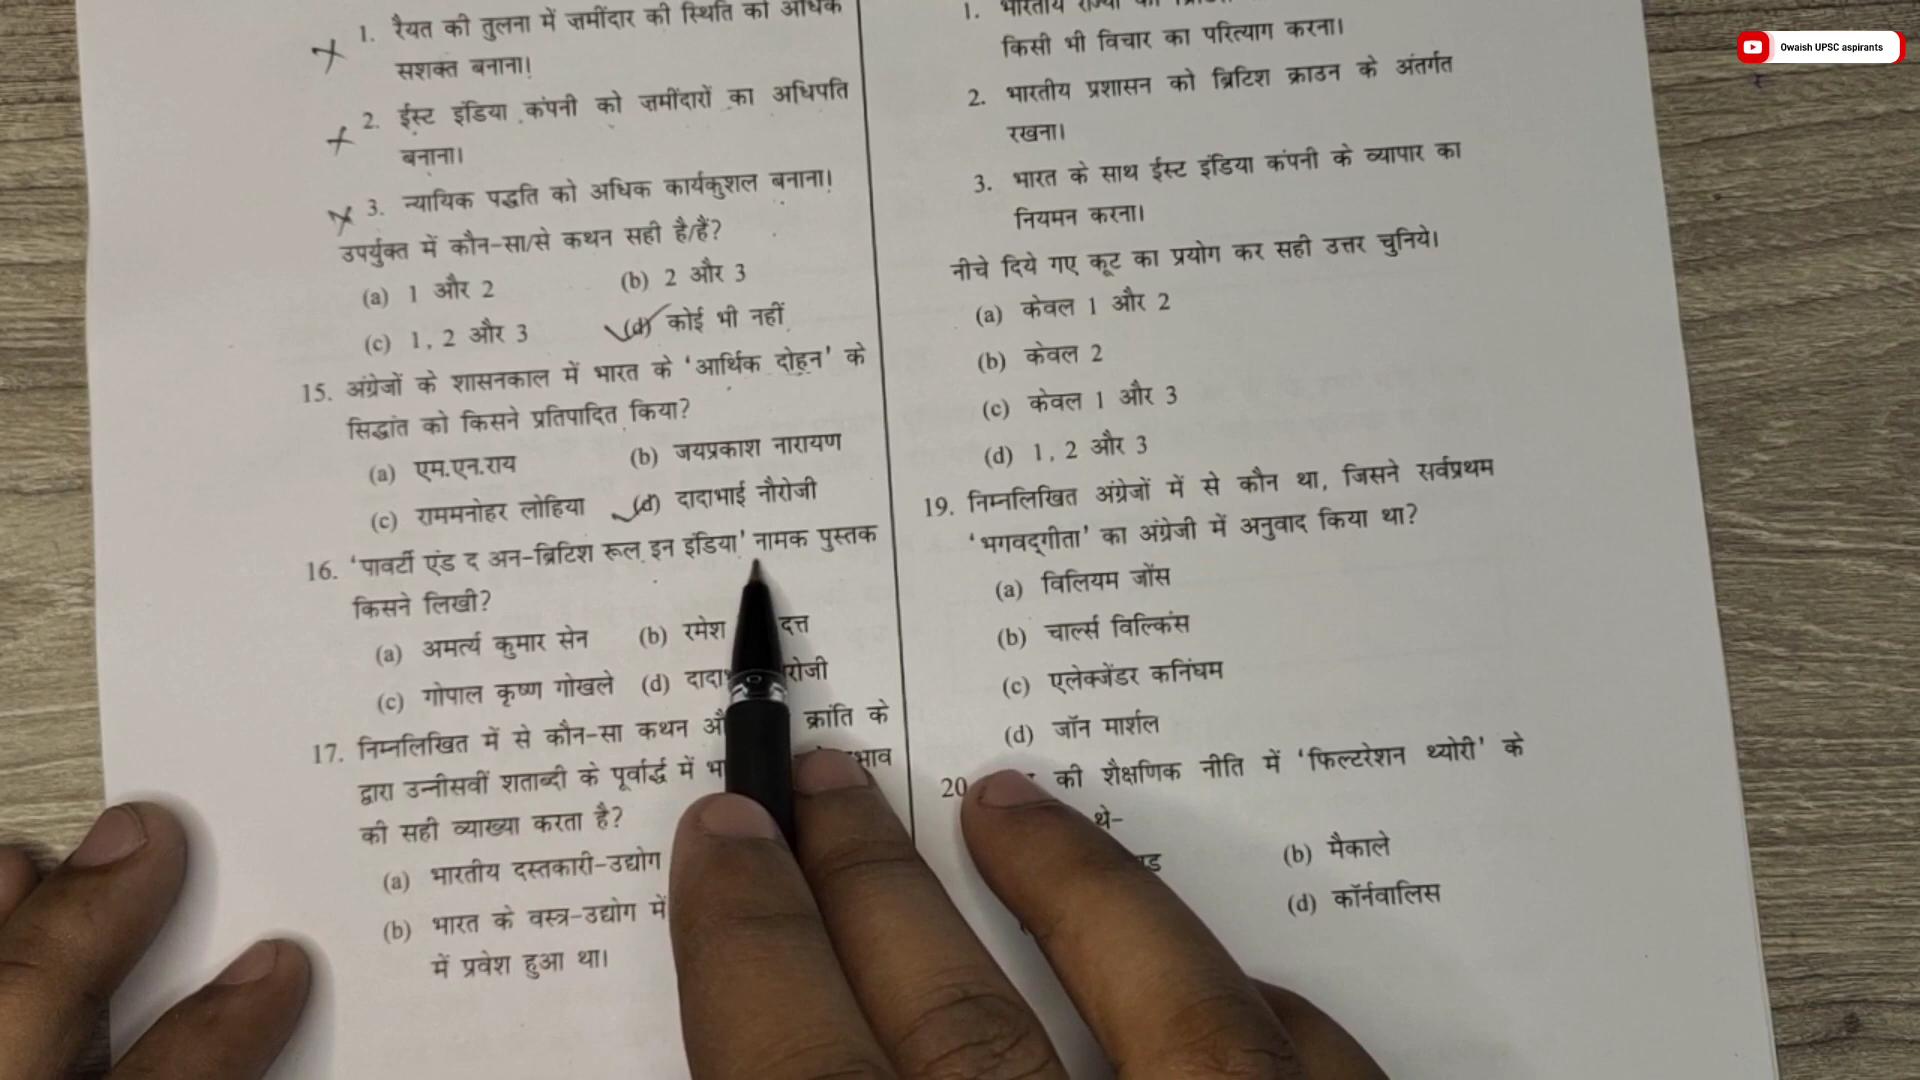 1. रैयत की तुलना में ज़मींदार की स्थिति को अधिक
सशक्त बनाना।
2. ईस्ट इंडिया कंपनी को ज़मींदारों का अधिपति
बनाना।
3. न्यायिक पद्धति को अधिक कार्यकुशल बनाना।
उपर्युक्त में कौन-सा/से कथन सही है/हैं?
(a) 1 और 2 (b) 2 और 3
(c) 1, 2 और 3 (d) कोई भी नहीं
15. अंग्रेजों के शासनकाल में भारत के 'आर्थिक दोहन' के
सिद्धांत को किसने प्रतिपादित किया?
(a) एम.एन.राय (b) जयप्रकाश नारायण
(c) राममनोहर लोहिया (d) दादाभाई नौरोजी
16. 'पावर्टी एंड द अन-ब्रिटिश रूल इन इंडिया' नामक पुस्तक
किसने लिखी?
(a) अमर्त्य कुमार सेन (b) रमेश दत्त
(c) गोपाल कृष्ण गोखले (d)
17. निम्नलिखित में से कौन-सा कथन क्रांति के
द्वारा उन्नीसवीं शताब्दी के पूर्वार्द्ध में
की सही व्याख्या करता है?
(a) भारतीय दस्तकारी-उद्योग
(b) भारत के वस्त्र-उद्योग में
में प्रवेश हुआ था।
1. भारतीय
किसी भी विचार का परित्याग करना।
2. भारतीय प्रशासन को ब्रिटिश क्राउन के अंतर्गत
रखना।
3. भारत के साथ ईस्ट इंडिया कंपनी के व्यापार का
नियमन करना।
नीचे दिये गए कूट का प्रयोग कर सही उत्तर चुनिये।
(a) केवल 1 और 2
(b) केवल 2
(c) केवल 1 और 3
(d) 1, 2 और 3
19. निम्नलिखित अंग्रेजों में से कौन था, जिसने सर्वप्रथम
'भगवद्गीता' का अंग्रेजी में अनुवाद किया था?
(a) विलियम जोंस
(b) चार्ल्स विल्किंस
(c) एलेक्जेंडर कनिंघम
(d) जॉन मार्शल
20 की शैक्षणिक नीति में 'फिल्टरेशन थ्योरी' के
थे-
(b) मैकाले
(d) कॉर्नवालिस
Owaish UPSC aspirants